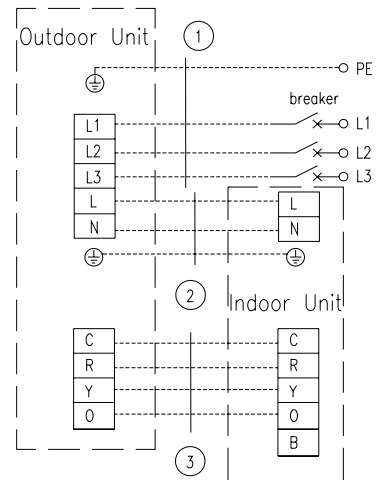 Outdoor Unit
1
PE
breaker
L1 L1
L2 L2
L3 L3
L L
N N
2
Indoor Unit
C C
R R
Y Y
O O
B
3